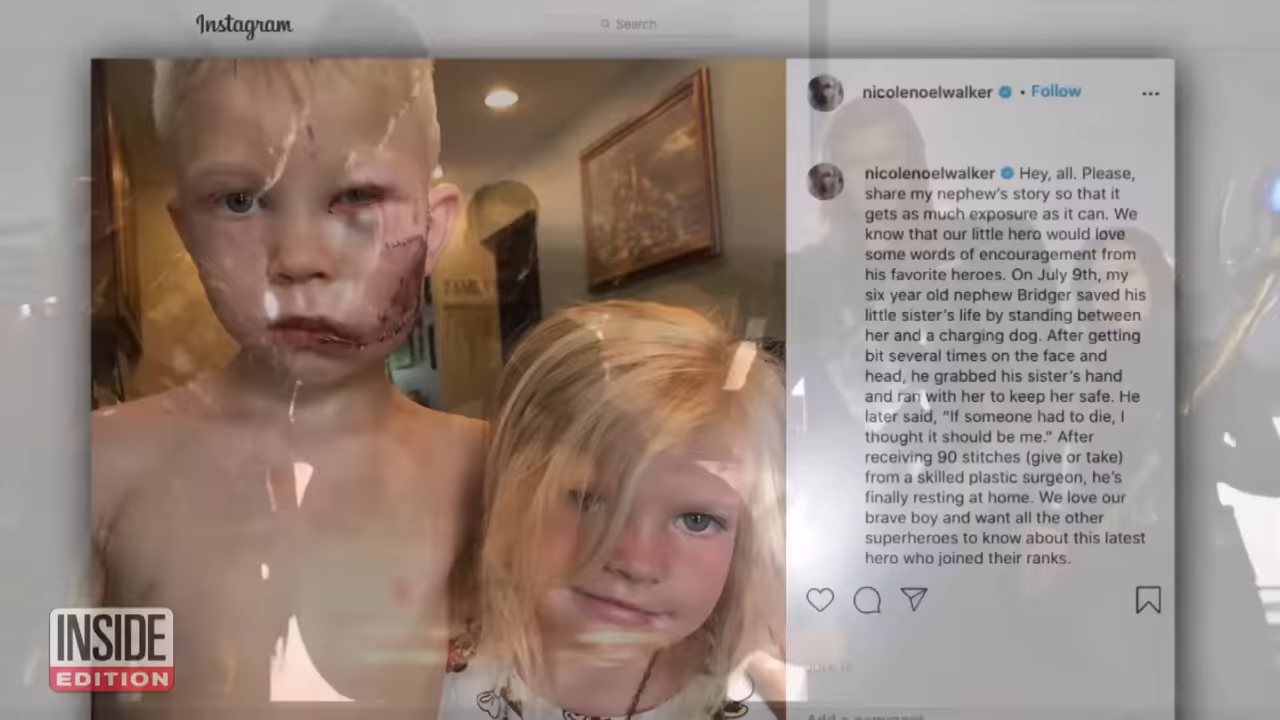 Instagram
Search
nicolenoelwalker • Follow
nicolenoelwalker Hey, all. Please,
share my nephew's story so that it
gets as much exposure as it can. We
know that our little hero would love
some words of encouragement from
his favorite heroes. On July 9th, my
six year old nephew Bridger saved his
little sister's life by standing between
her and a charging dog. After getting
bit several times on the face and
head, he grabbed his sister's hand
and ran with her to keep her safe. He
later said, “If someone had to die, I
thought it should be me.” After
receiving 90 stitches (give or take)
from a skilled plastic surgeon, he's
finally resting at home. We love our
brave boy and want all the other
superheroes to know about this latest
hero who joined their ranks.
FAMILY
INSIDE
EDITION
Add a comment